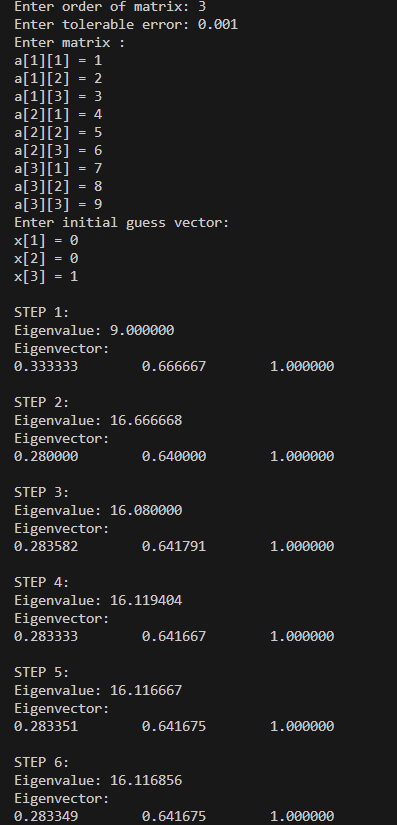 Enter order of matrix: 3
Enter tolerable error: 0.001
Enter matrix :
a[1][1] = 1
a[1][2] = 2
a[1][3] = 3
a[2][1] = 4
a[2][2] = 5
a[2][3] = 6
a[3][1] = 7
a[3][2] = 8
a[3][3] = 9
Enter initial guess vector:
x[1] = 0
x[2] = 0
x[3] = 1
STEP 1:
Eigenvalue: 9.000000
Eigenvector:
0.333333 0.666667 1.000000
STEP 2:
Eigenvalue: 16.666668
Eigenvector:
0.280000 0.640000 1.000000
STEP 3:
Eigenvalue: 16.080000
Eigenvector:
0.283582 0.641791 1.000000
STEP 4:
Eigenvalue: 16.119404
Eigenvector:
0.283333 0.641667 1.000000
STEP 5:
Eigenvalue: 16.116667
Eigenvector:
0.283351 0.641675 1.000000
STEP 6:
Eigenvalue: 16.116856
Eigenvector:
0.283349 0.641675 1.000000